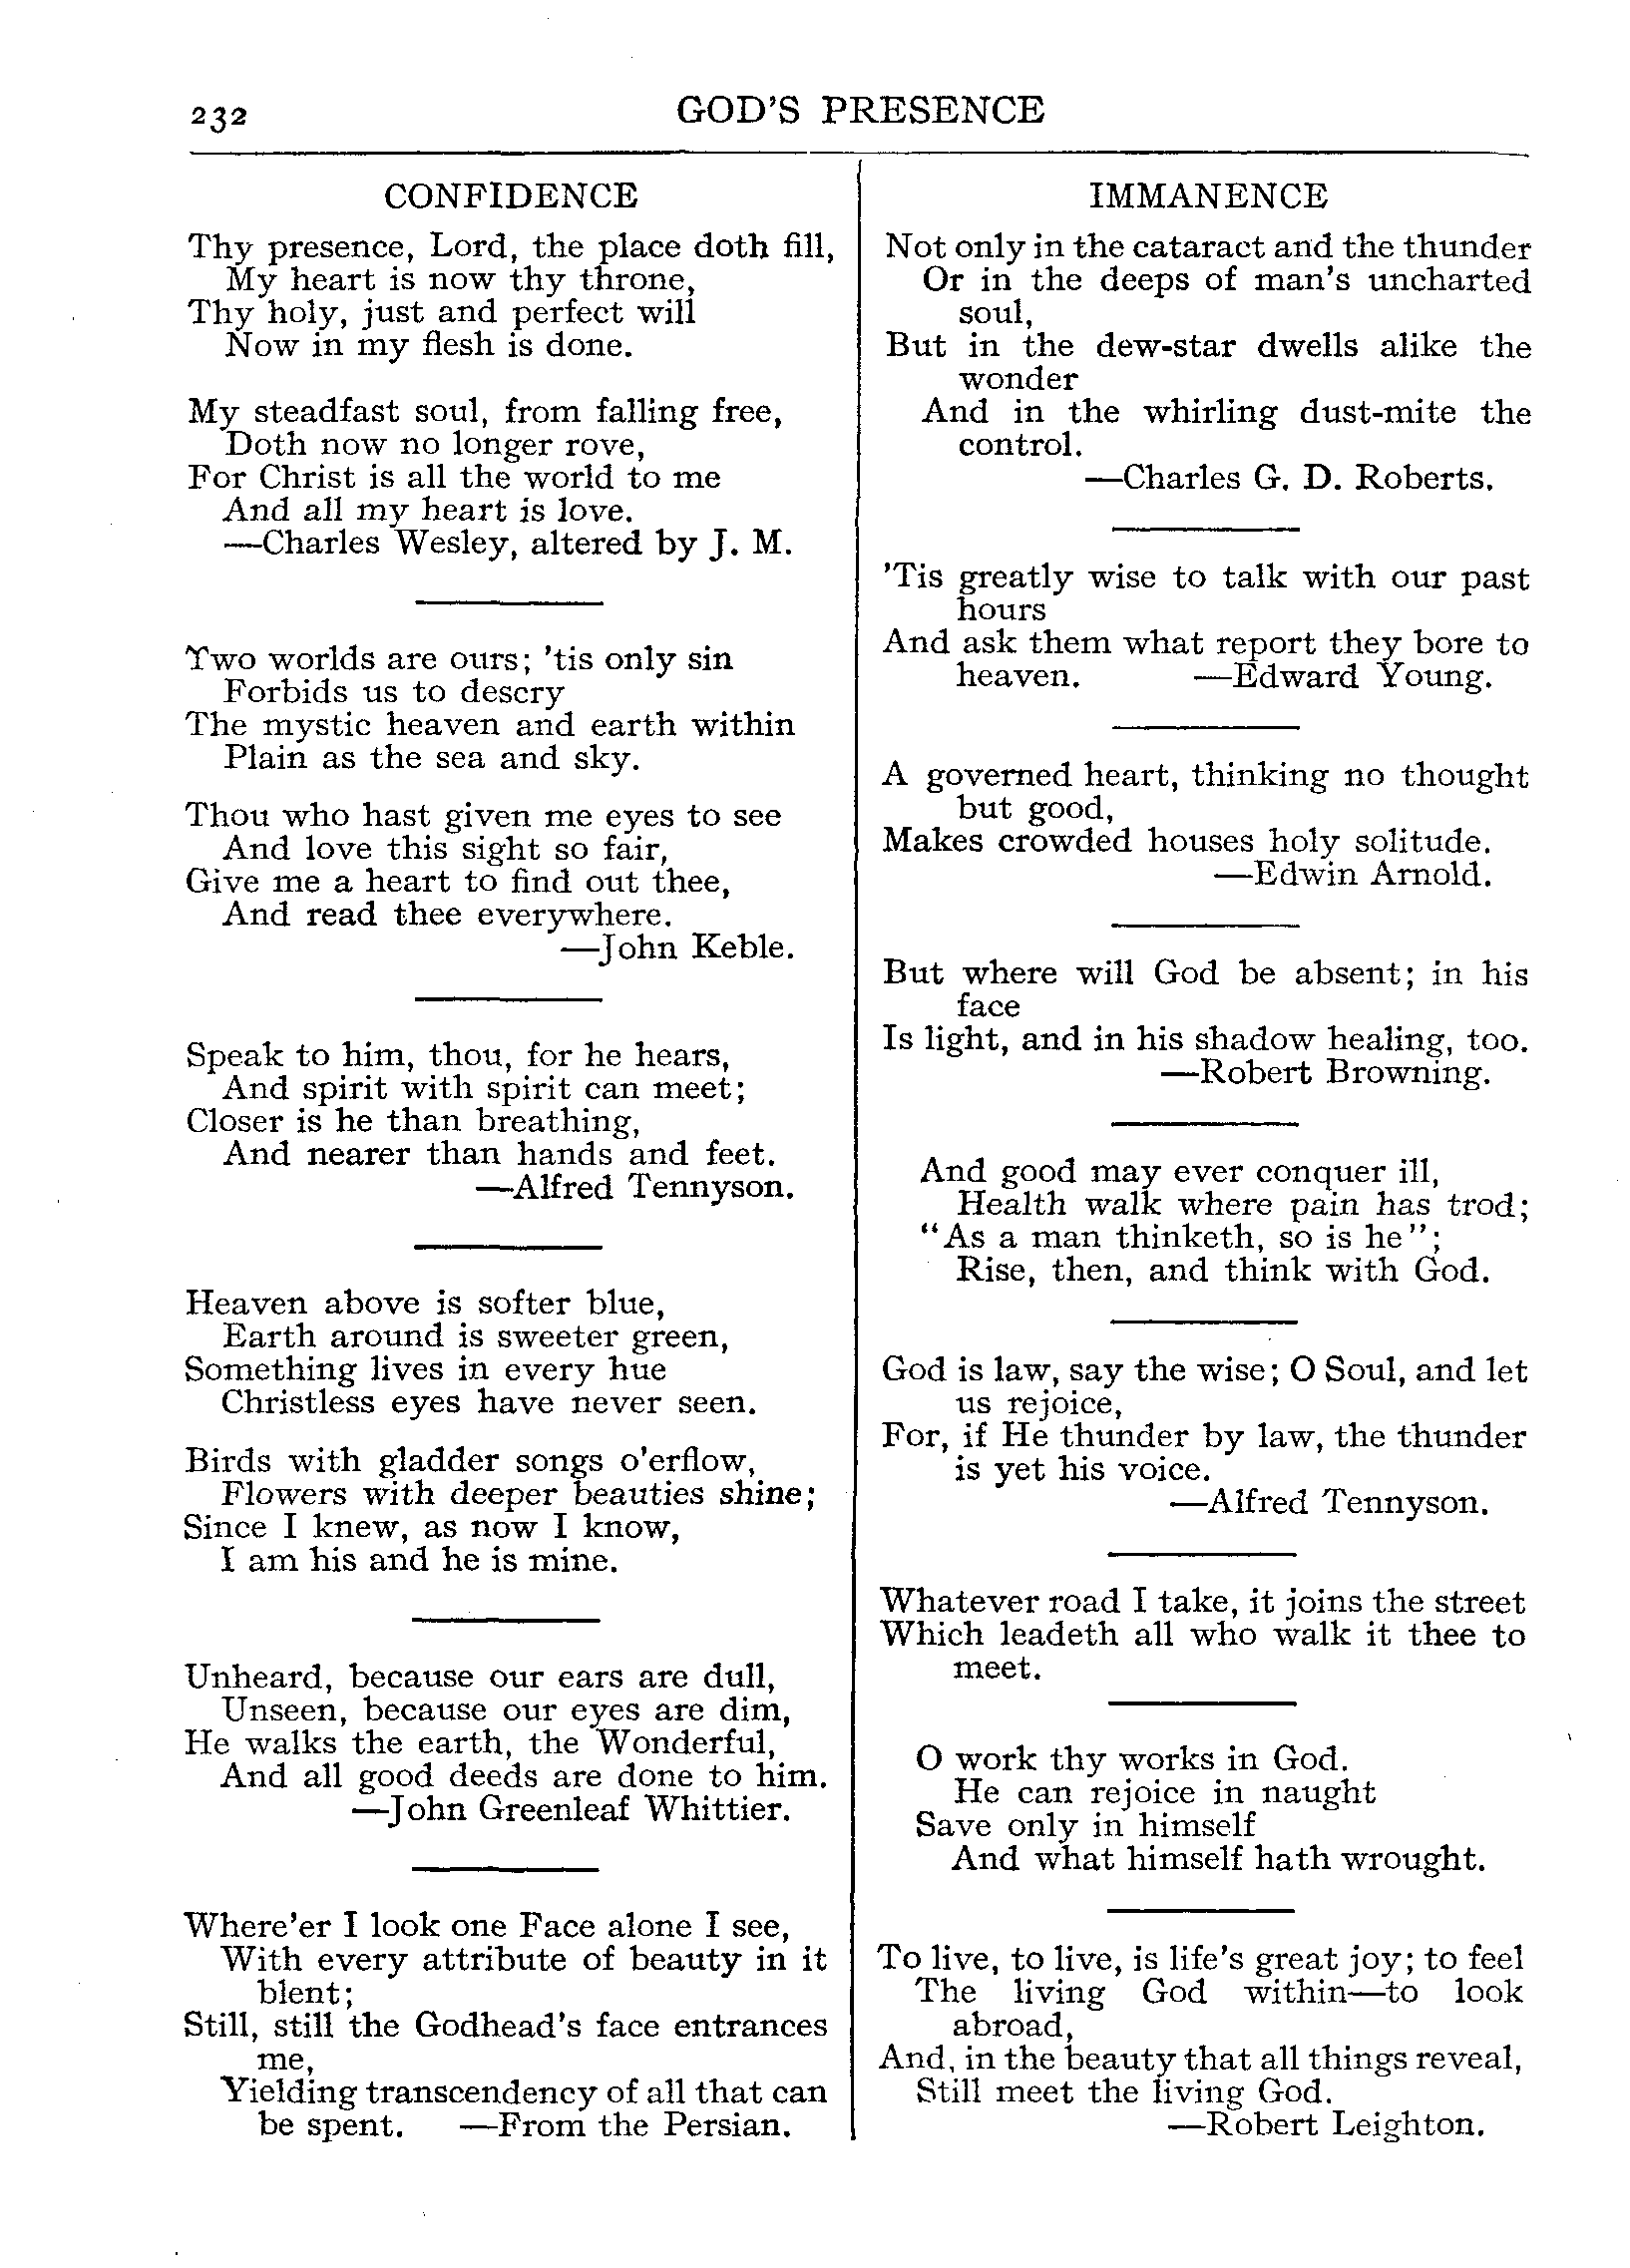 232
GOD'S PRESENCE
CONFIDENCE
Thy presence, Lord, the place doth fill,
My heart is now thy throne,
Thy holy, just and perfect will
Now in my flesh is done.
My steadfast soul, from falling free,
Doth now no longer rove,
For Christ is all the world to me
And all my heart is love.
—Charles Wesley, altered by J. M.
Two worlds are ours; 'tis only sin
Forbids us to descry
The mystic heaven and earth within
Plain as the sea and sky.
Thou who hast given me eyes to see
And love this sight so fair,
Give me a heart to find out thee,
And read thee everywhere.
—John Keble.
Speak to him, thou, for he hears,
And spirit with spirit can meet;
Closer is he than breathing,
And nearer than hands and feet.
—Alfred Tennyson.
Heaven above is softer blue,
Earth around is sweeter green,
Something lives in every hue
Christless eyes have never seen.
Birds with gladder songs o'erflow,
Flowers with deeper beauties shine;
Since I knew, as now I know,
I am his and he is mine.
Unheard, because our ears are dull,
Unseen, because our eyes are dim,
He walks the earth, the Wonderful,
And all good deeds are done to him.
—John Greenleaf Whittier.
Where'er I look one Face alone I see,
With every attribute of beauty in it
blent;
Still, still the Godhead's face entrances
me,
Yielding transcendency of all that can
be spent. —From the Persian.
IMMANENCE
Not only in the cataract and the thunder
Or in the deeps of man's uncharted
soul,
But in the dew-star dwells alike the
wonder
And in the whirling dust-mite the
control.
—Charles G. D. Roberts.
'Tis greatly wise to talk with our past
hours
And ask them what report they bore to
heaven. —Edward Young.
A governed heart, thinking no thought
but good,
Makes crowded houses holy solitude.
—Edwin Arnold.
But where will God be absent; in his
face
Is light, and in his shadow healing, too.
—Robert Browning.
And good may ever conquer ill,
Health walk where pain has trod;
"As a man thinketh, so is he";
Rise, then, and think with God.
God is law, say the wise; O Soul, and let
us rejoice,
For, if He thunder by law, the thunder
is yet his voice.
—Alfred Tennyson.
Whatever road I take, it joins the street
Which leadeth all who walk it thee to
meet.
O work thy works in God.
He can rejoice in naught
Save only in himself
And what himself hath wrought.
To live, to live, is life's great joy; to feel
The living God within—to look
abroad,
And, in the beauty that all things reveal,
Still meet the living God.
—Robert Leighton.